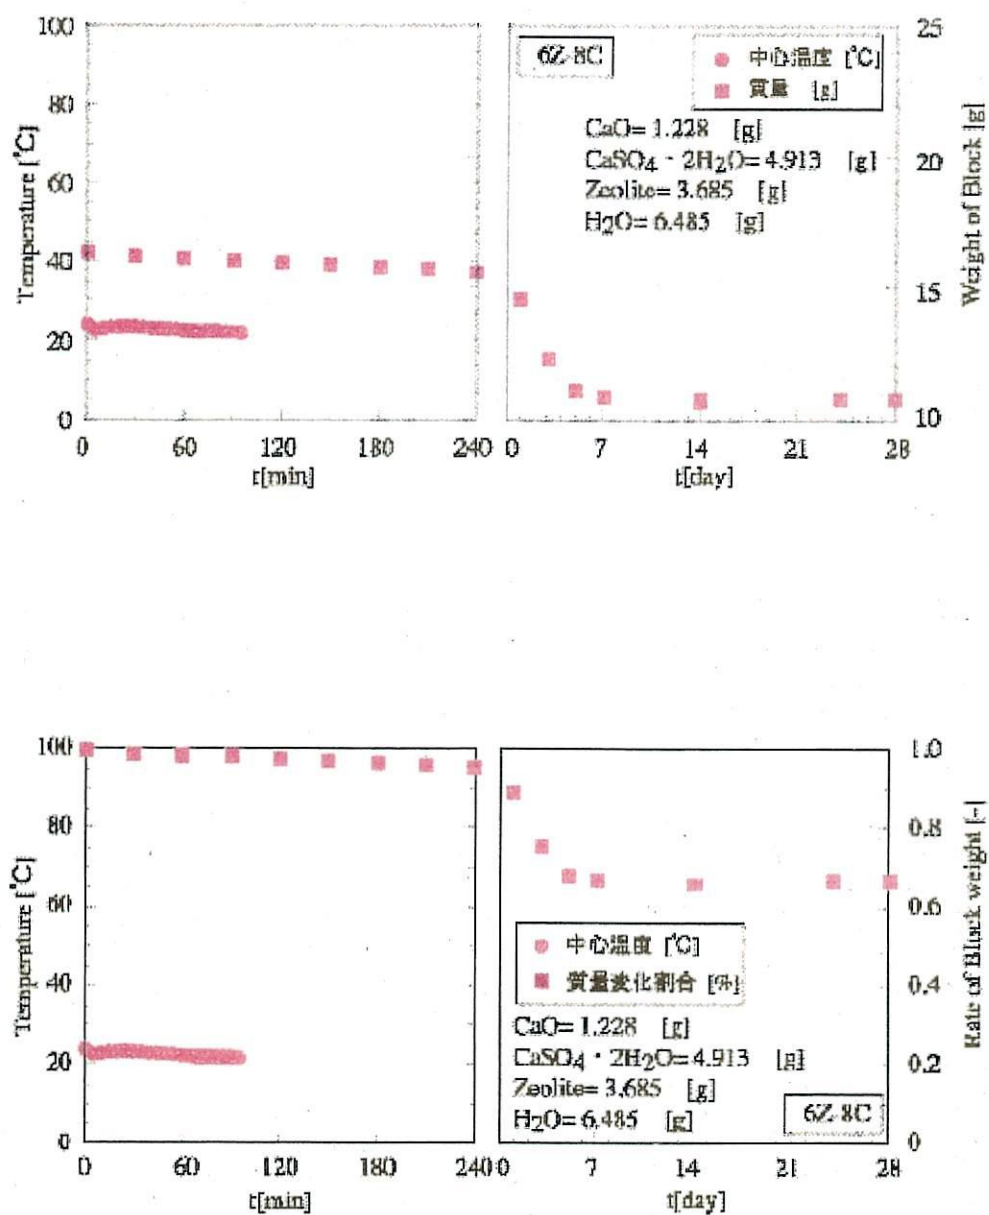 100
80
60
40
20
0
Temperature [℃]
0 60 120 180 240
t[min]
6Z-8C
中心温度 [℃]
質量 [g]
CaO= 1.228 [g]
CaSO₄・2H₂O=4.913 [g]
Zeolite= 3.685 [g]
H₂O= 6.485 [g]
25
20
15
10
Weight of Block [g]
0 7 14 21 28
t[day]
100
80
60
40
20
0
Temperature [℃]
0 60 120 180 240
t[min]
中心温度 [℃]
質量変化割合 [%]
CaO= 1.228 [g]
CaSO₄・2H₂O=4.913 [g]
Zeolite= 3.685 [g]
H₂O= 6.485 [g]
6Z-8C
1.0
0.8
0.6
0.4
0.2
0
Rate of Block weight [-]
0 7 14 21 28
t[day]